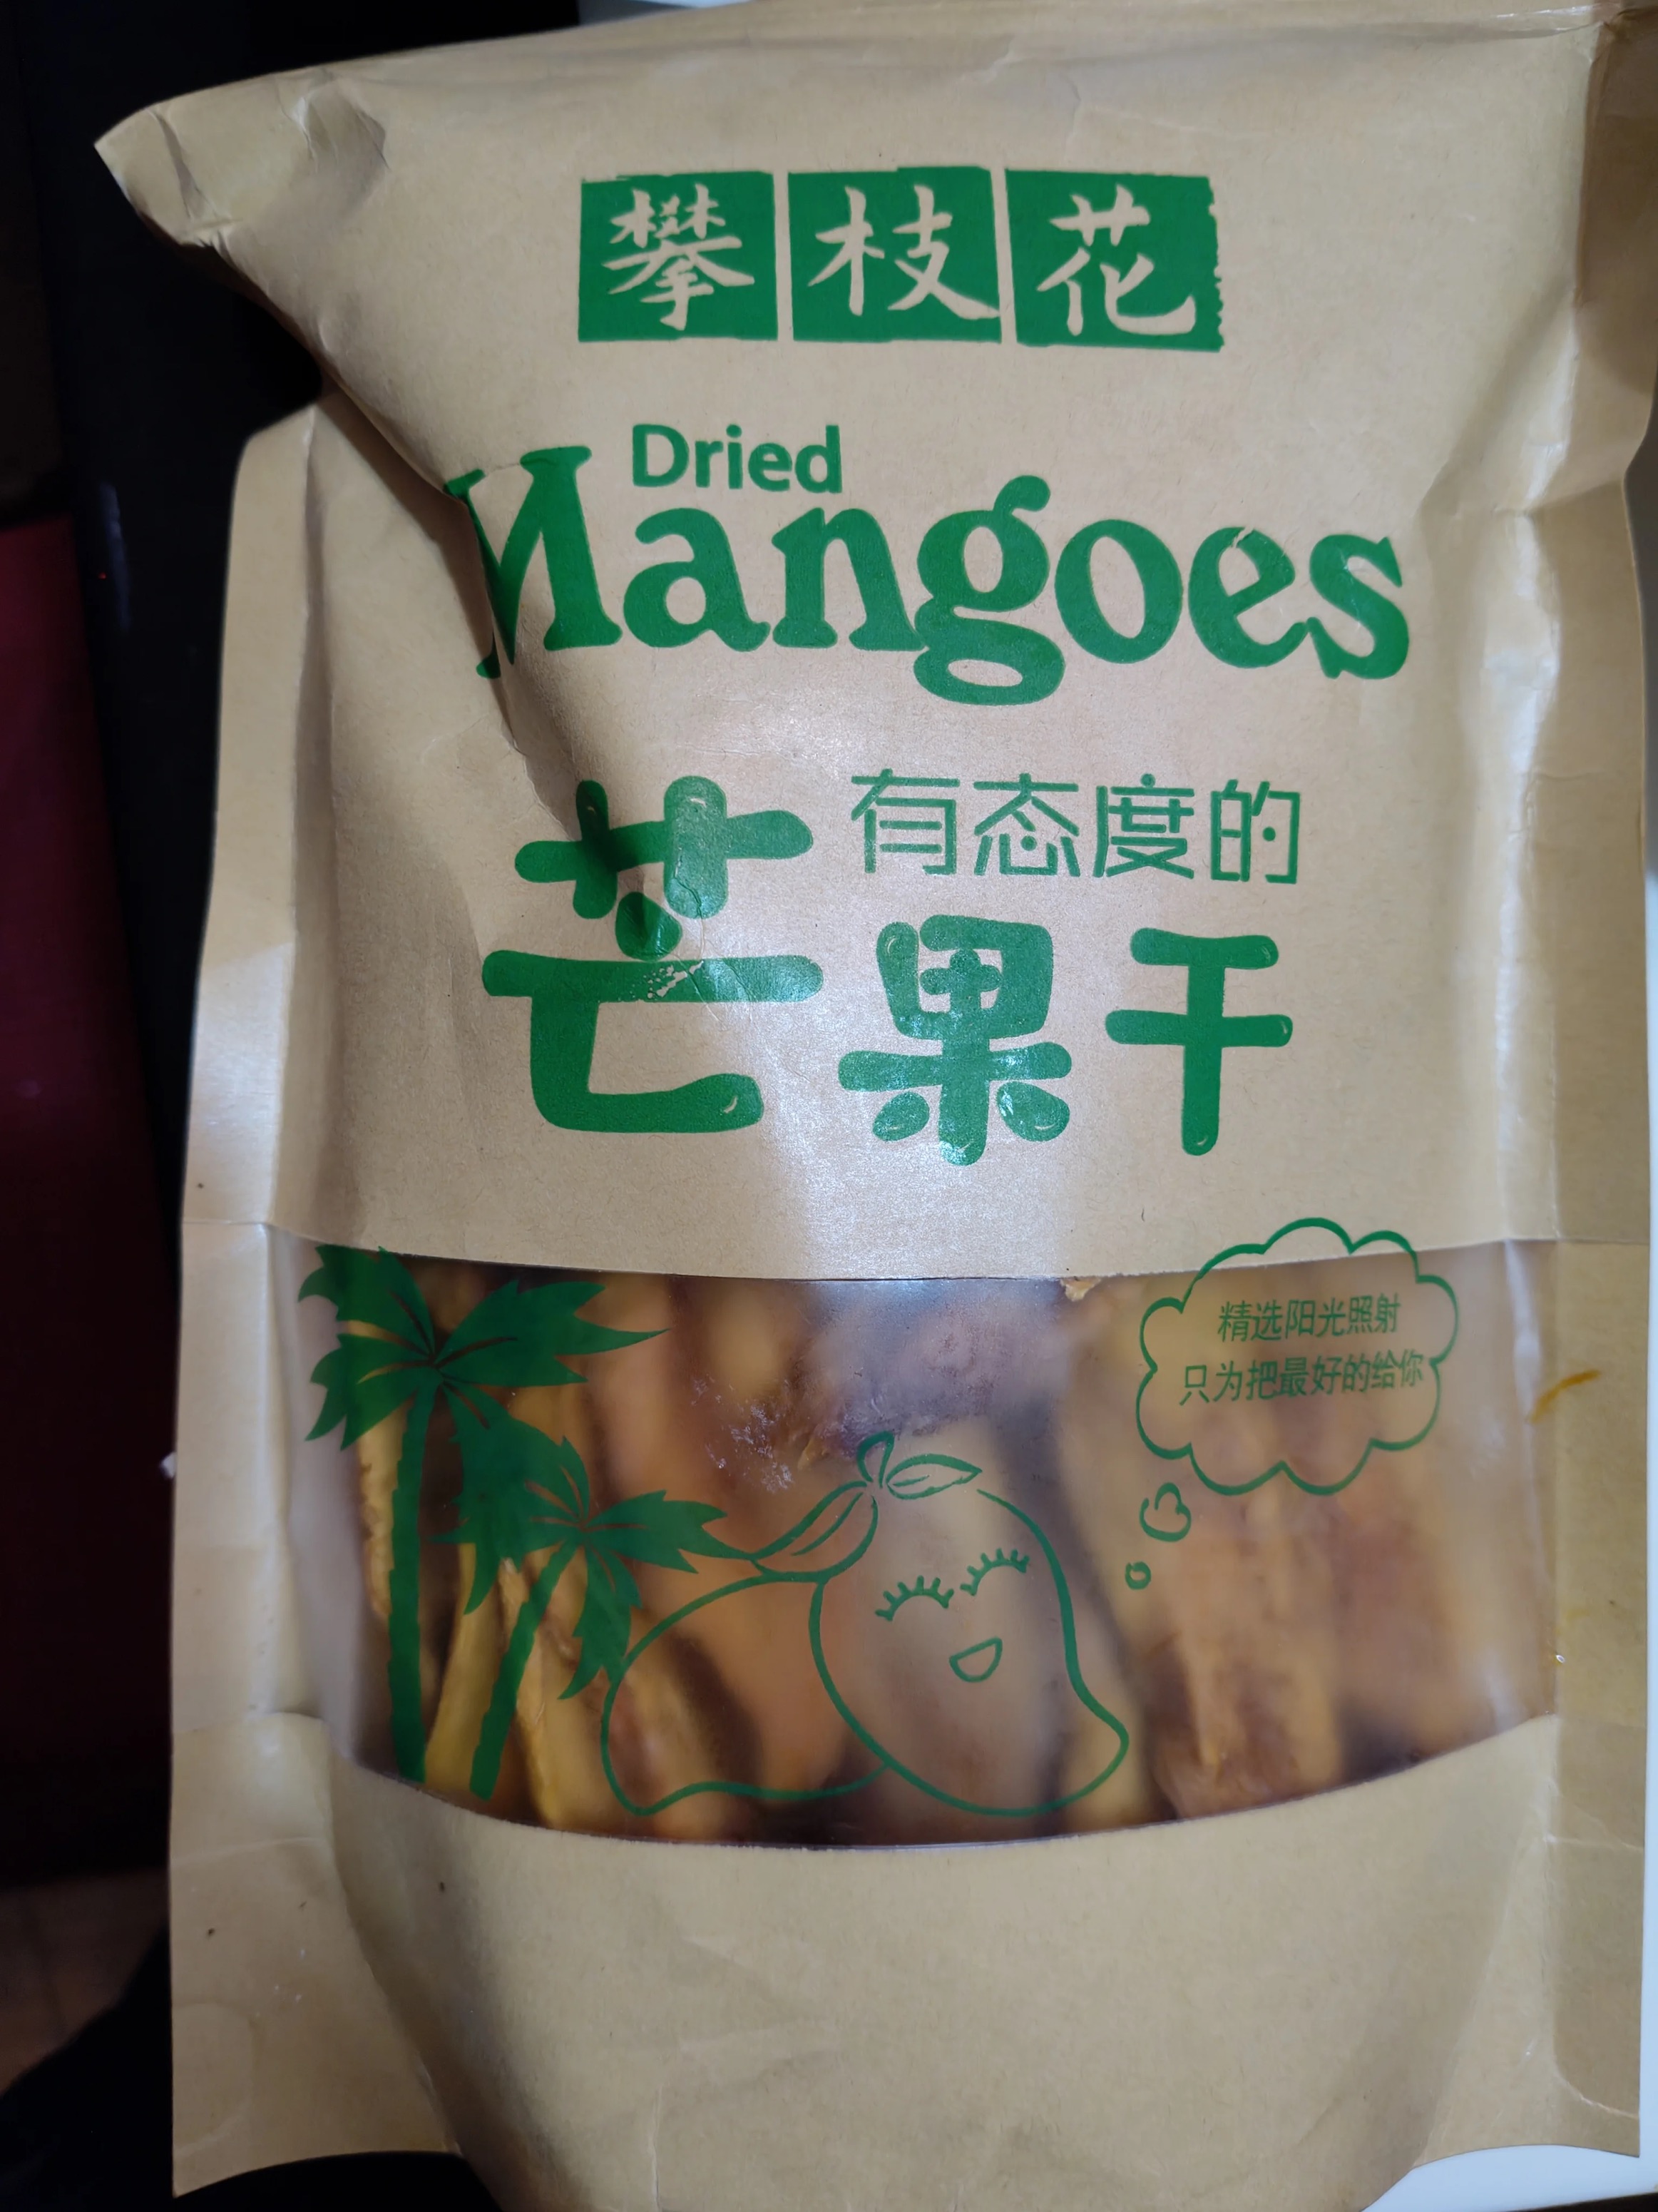 攀枝花
Dried
Mangoes
有态度的
芒果干
精选阳光照射
只为把最好的给你